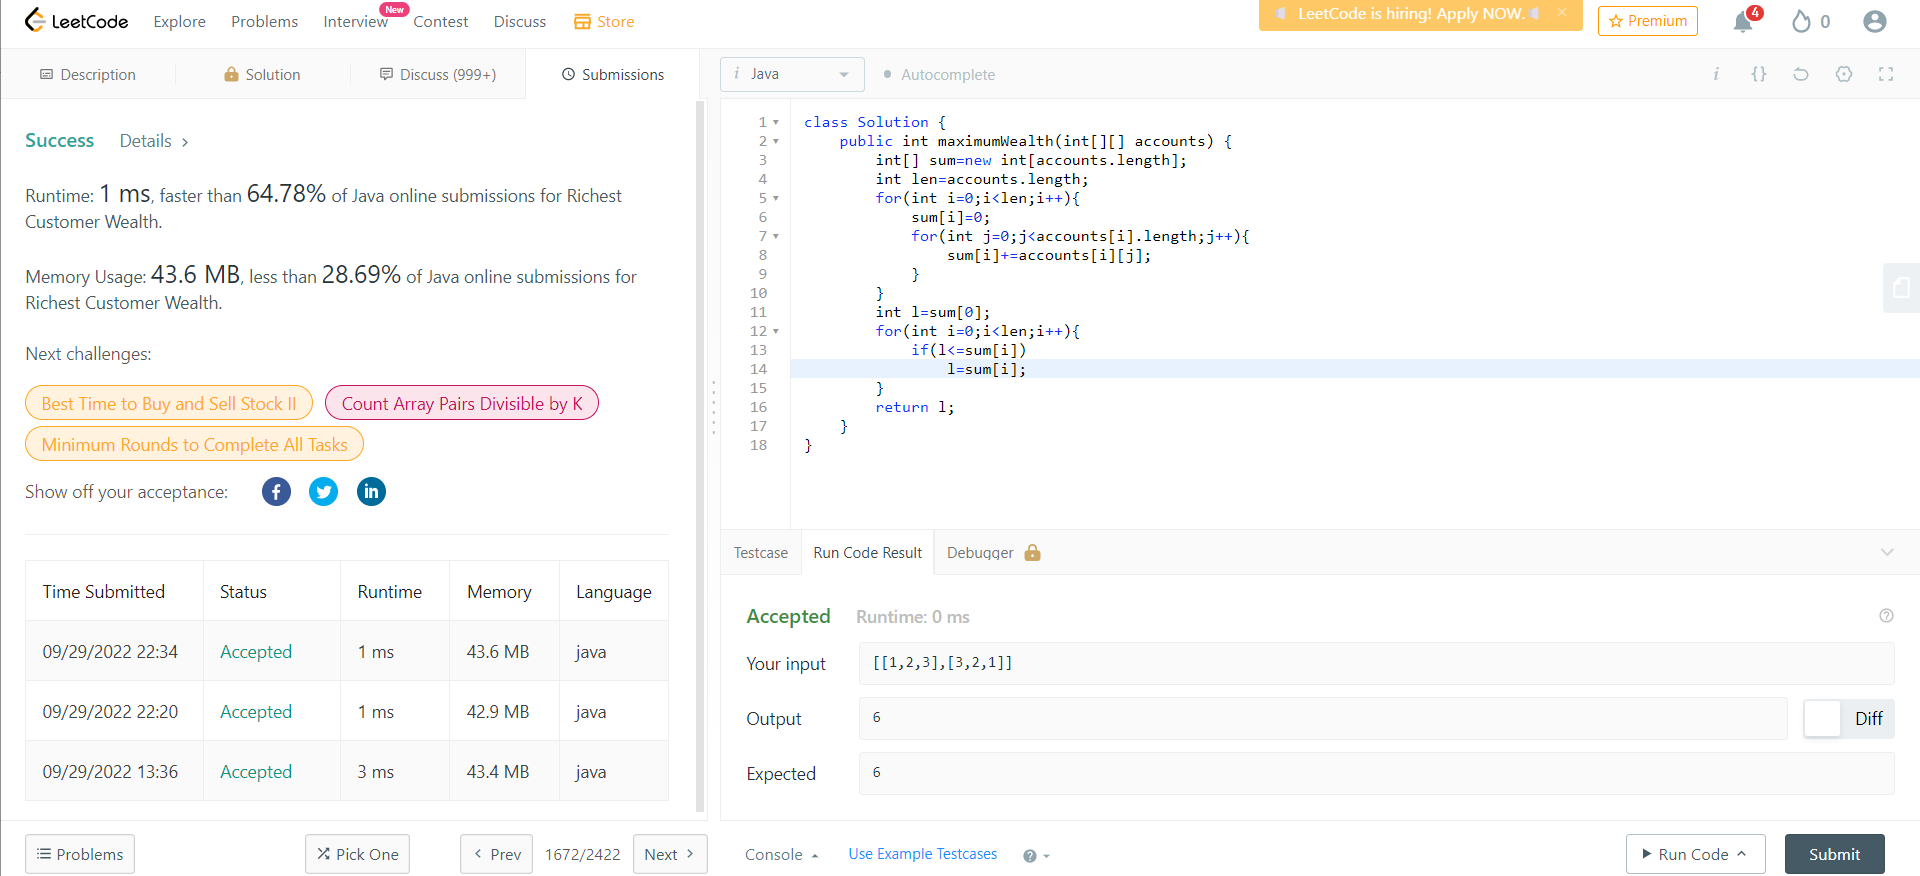 LeetCode Explore Problems Interview New Contest Discuss Store LeetCode is hiring! Apply NOW. Premium 4 0
Description Solution Discuss (999+) Submissions
i Java Autocomplete i {}
Success Details >
Runtime: 1 ms, faster than 64.78% of Java online submissions for Richest
Customer Wealth.
Memory Usage: 43.6 MB, less than 28.69% of Java online submissions for
Richest Customer Wealth.
Next challenges:
Best Time to Buy and Sell Stock II Count Array Pairs Divisible by K
Minimum Rounds to Complete All Tasks
Show off your acceptance: f in
Time Submitted Status Runtime Memory Language
09/29/2022 22:34 Accepted 1 ms 43.6 MB java
09/29/2022 22:20 Accepted 1 ms 42.9 MB java
09/29/2022 13:36 Accepted 3 ms 43.4 MB java
Problems Pick One < Prev 1672/2422 Next >
1 class Solution {
2 public int maximumWealth(int[][] accounts) {
3 int[] sum=new int[accounts.length];
4 int len=accounts.length;
5 for(int i=0;i<len;i++){
6 sum[i]=0;
7 for(int j=0;j<accounts[i].length;j++){
8 sum[i]+=accounts[i][j];
9 }
10 }
11 int l=sum[0];
12 for(int i=0;i<len;i++){
13 if(l<=sum[i])
14 l=sum[i];
15 }
16 return l;
17 }
18 }
Testcase Run Code Result Debugger
Accepted Runtime: 0 ms ?
Your input [[1,2,3],[3,2,1]]
Output 6 Diff
Expected 6
Console Use Example Testcases ? Run Code Submit